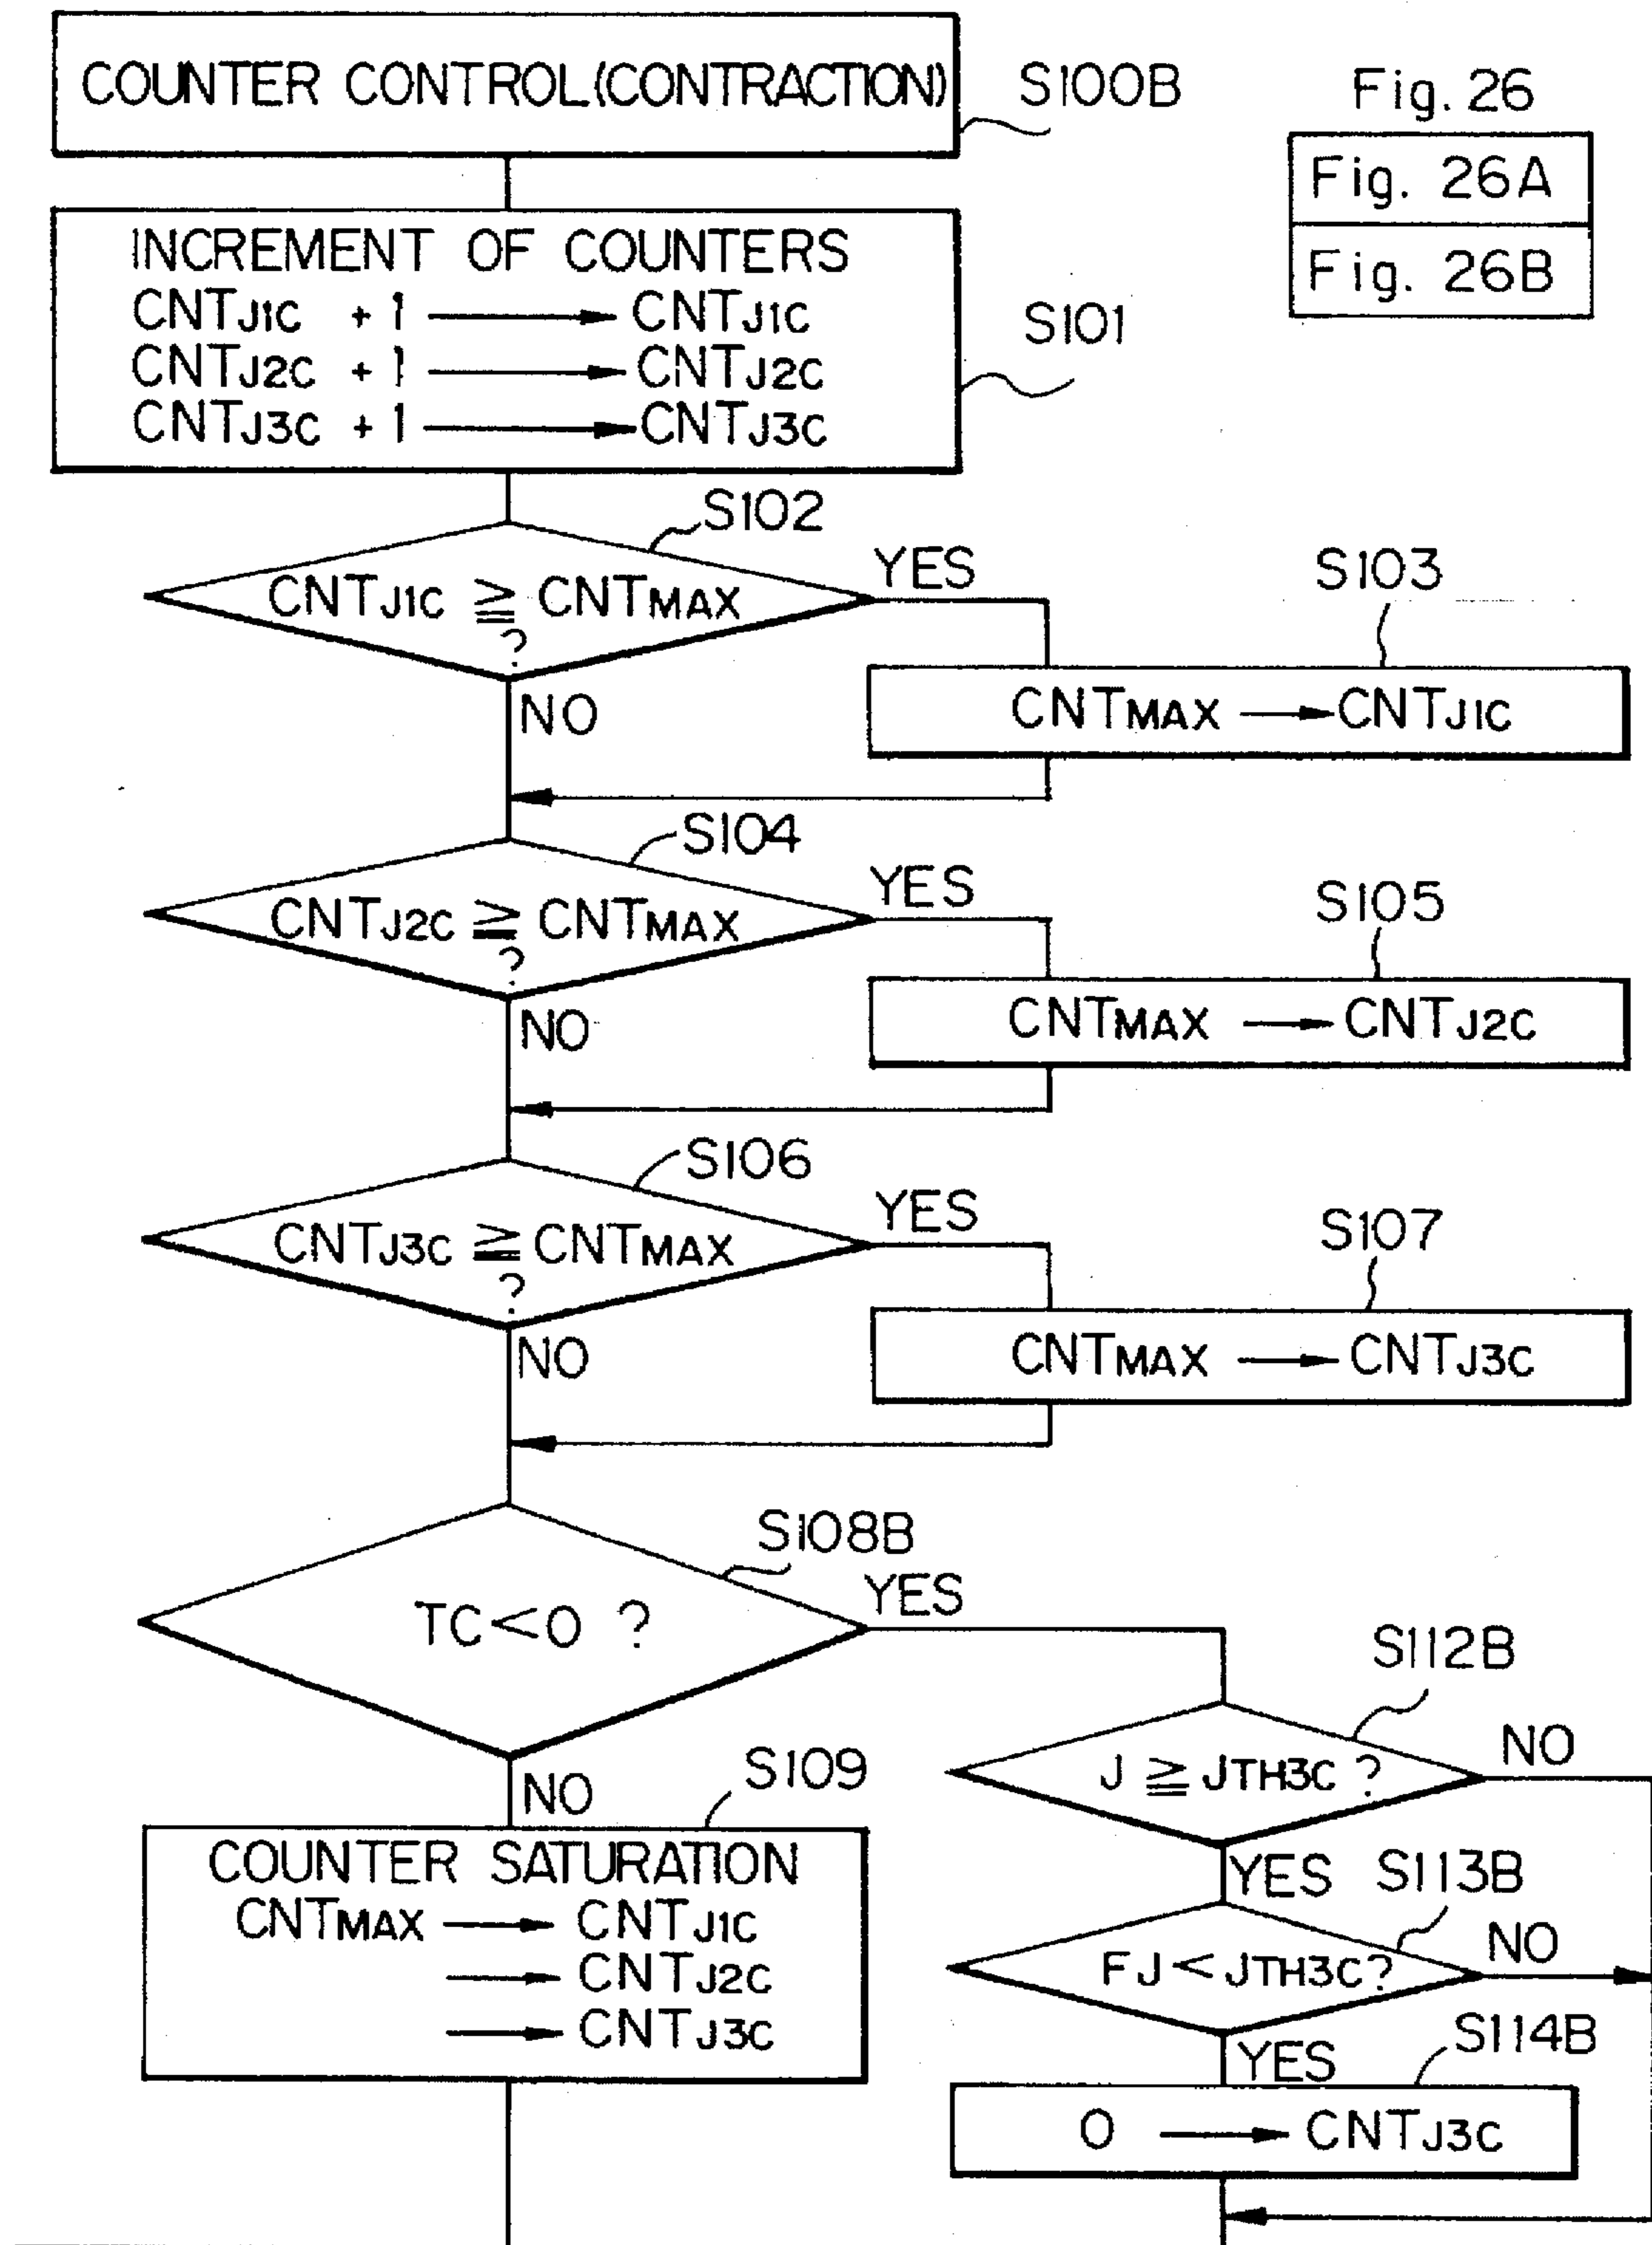 COUNTER CONTROL (CONTRACTION)
S100B
Fig. 26
Fig. 26A
Fig. 26B
INCREMENT OF COUNTERS
CNTJ1C + 1 → CNTJ1C
CNTJ2C + 1 → CNTJ2C
CNTJ3C + 1 → CNTJ3C
S101
S102
CNTJ1C ≧ CNTMAX
?
YES
NO
S103
CNTMAX → CNTJ1C
S104
CNTJ2C ≧ CNTMAX
?
YES
NO
S105
CNTMAX → CNTJ2C
S106
CNTJ3C ≧ CNTMAX
?
YES
NO
S107
CNTMAX → CNTJ3C
S108B
TC<0 ?
YES
NO
S109
COUNTER SATURATION
CNTMAX → CNTJ1C
→ CNTJ2C
→ CNTJ3C
S112B
J ≧ JTH3C ?
NO
YES
S113B
FJ < JTH3C?
NO
YES
S114B
0 → CNTJ3C